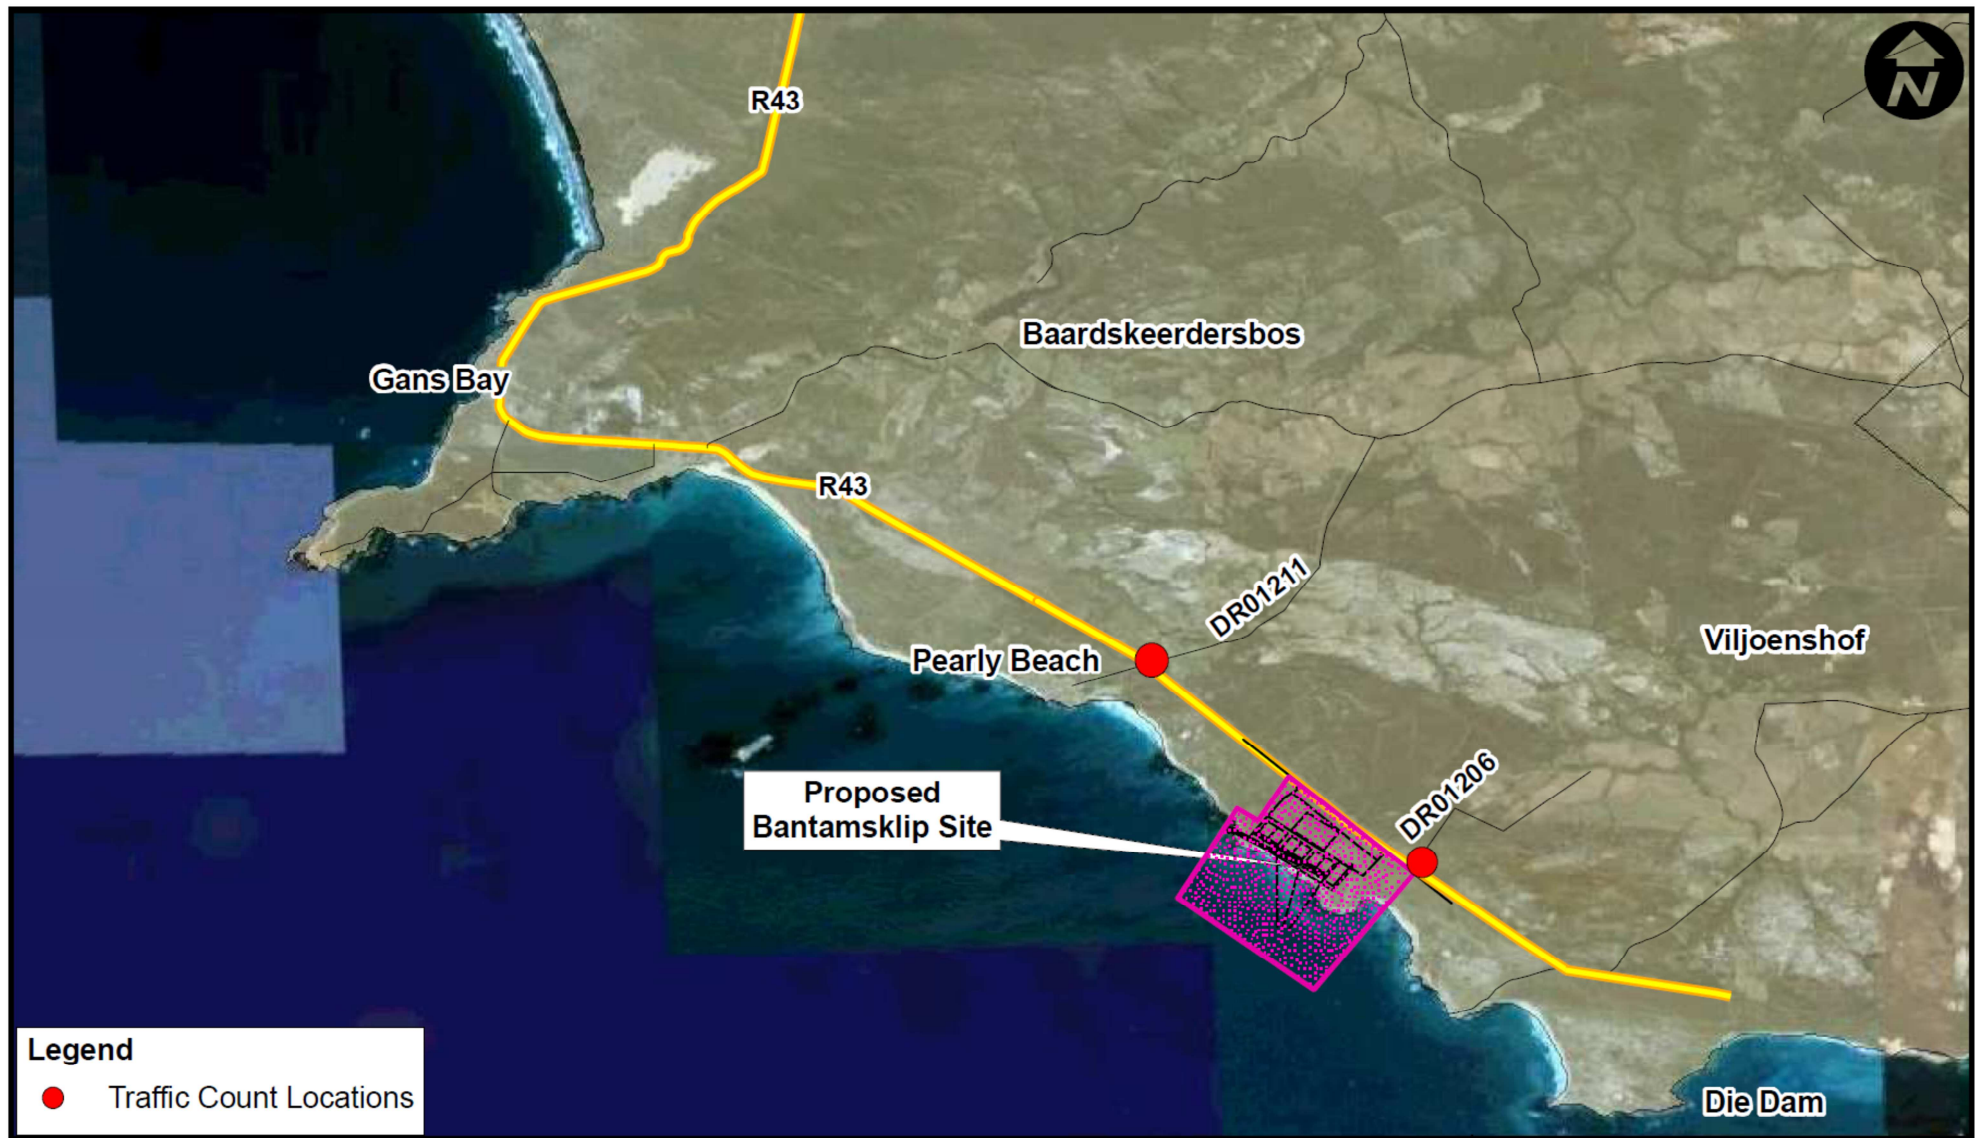 N
R43
Baardskeerdersbos
Gans Bay
R43
DR01211
Viljoenshof
Pearly Beach
DR01206
Proposed
Bantamsklip Site
Legend
Traffic Count Locations
Die Dam